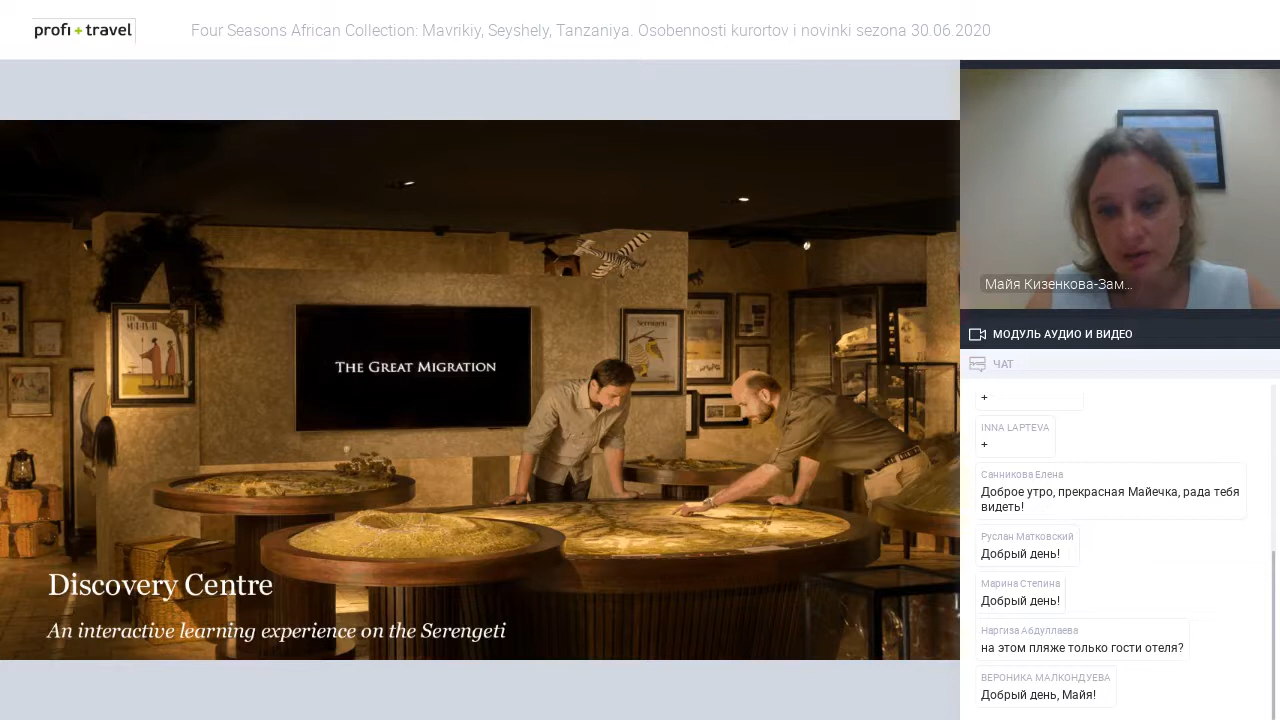 profi + travel
Four Seasons African Collection: Mavrikiy, Seyshely, Tanzaniya. Osobennosti kurortov i novinki sezona 30.06.2020
THE MAASAI
THE GREAT MIGRATION
Serengeti
Discovery Centre
An interactive learning experience on the Serengeti
Майя Кизенкова-Зам...
МОДУЛЬ АУДИО И ВИДЕО
ЧАТ
+
INNA LAPTEVA
+
Санникова Елена
Доброе утро, прекрасная Майечка, рада тебя
видеть!
Руслан Матковский
Добрый день!
Марина Степина
Добрый день!
Наргиза Абдуллаева
на этом пляже только гости отеля?
ВЕРОНИКА МАЛКОНДУЕВА
Добрый день, Майя!